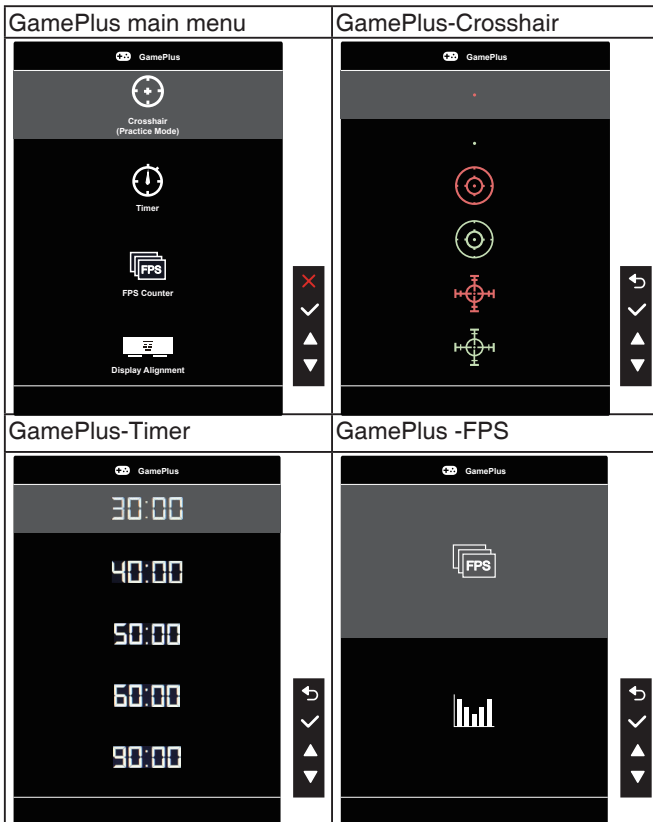 GamePlus main menu
GamePlus-Crosshair
GamePlus
Crosshair
(Practice Mode)
Timer
FPS
FPS Counter
Display Alignment
GamePlus
GamePlus-Timer
GamePlus -FPS
GamePlus
30:00
40:00
50:00
60:00
90:00
GamePlus
FPS